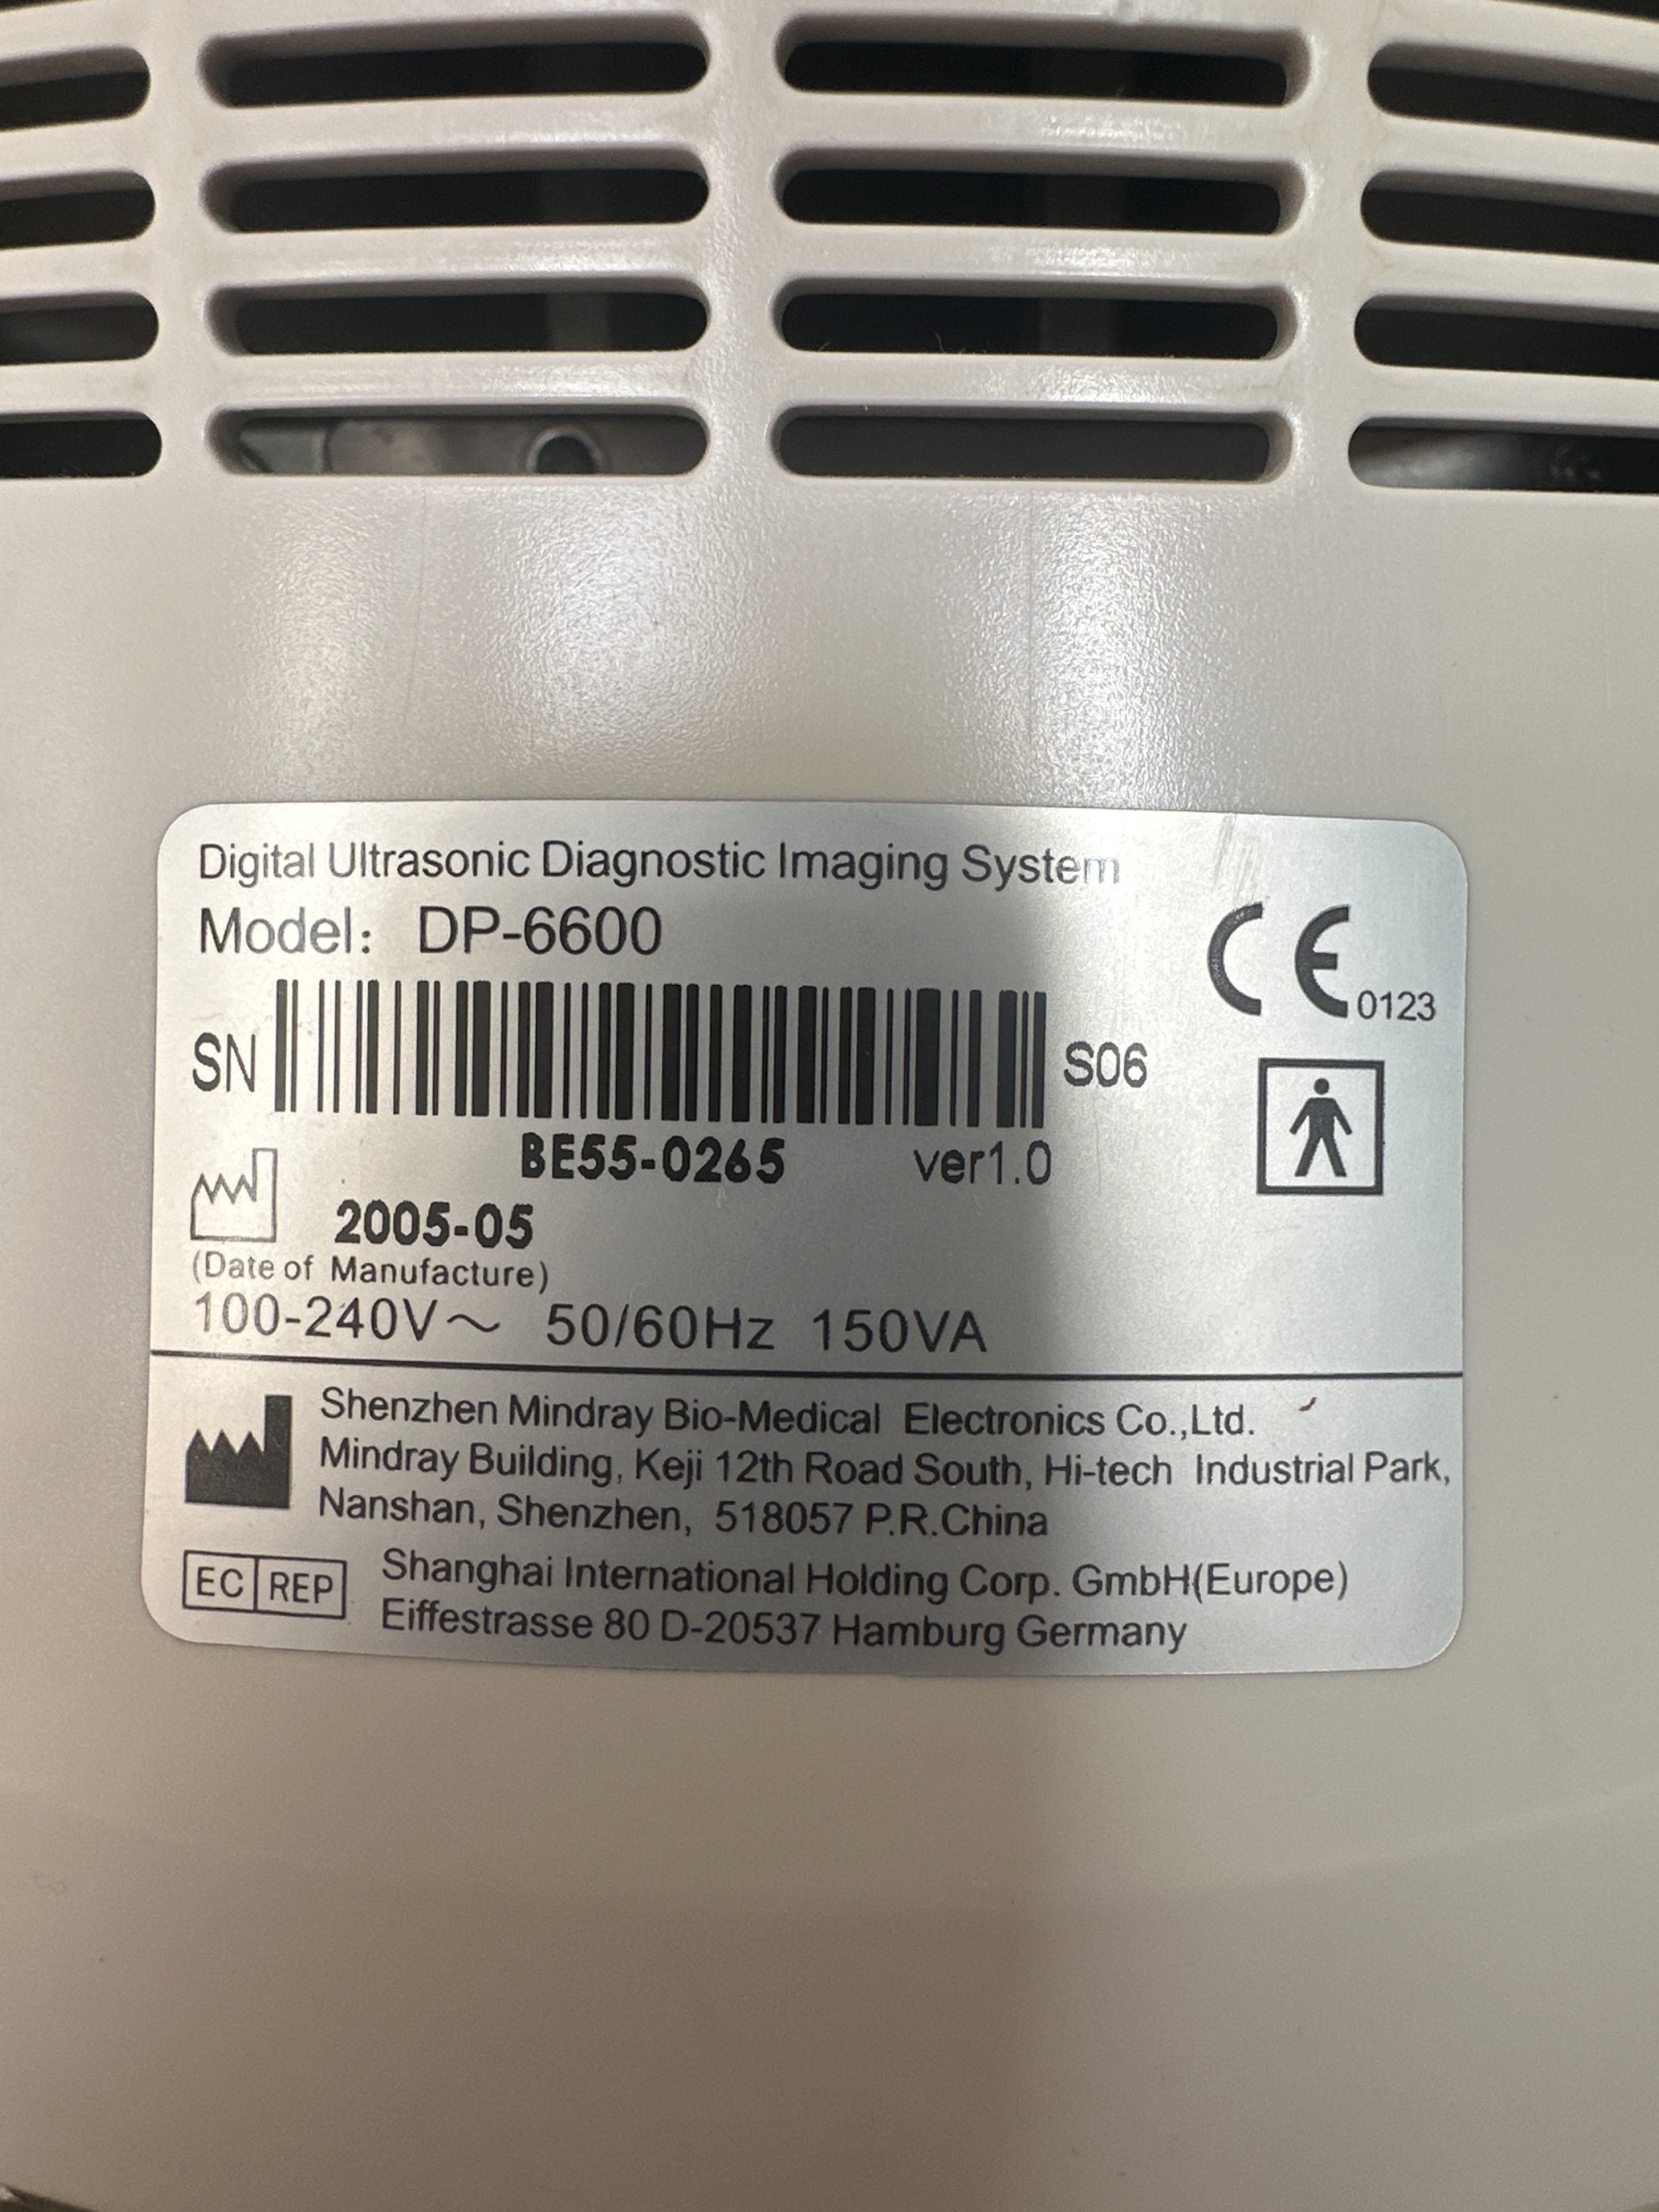 Digital Ultrasonic Diagnostic Imaging System
Model: DP-6600
CE 0123
SN S06
BE55-0265 ver1.0
2005-05
(Date of Manufacture)
100-240V～ 50/60Hz 150VA
Shenzhen Mindray Bio-Medical Electronics Co.,Ltd.
Mindray Building, Keji 12th Road South, Hi-tech Industrial Park,
Nanshan, Shenzhen, 518057 P.R.China
EC REP
Shanghai International Holding Corp. GmbH(Europe)
Eiffestrasse 80 D-20537 Hamburg Germany